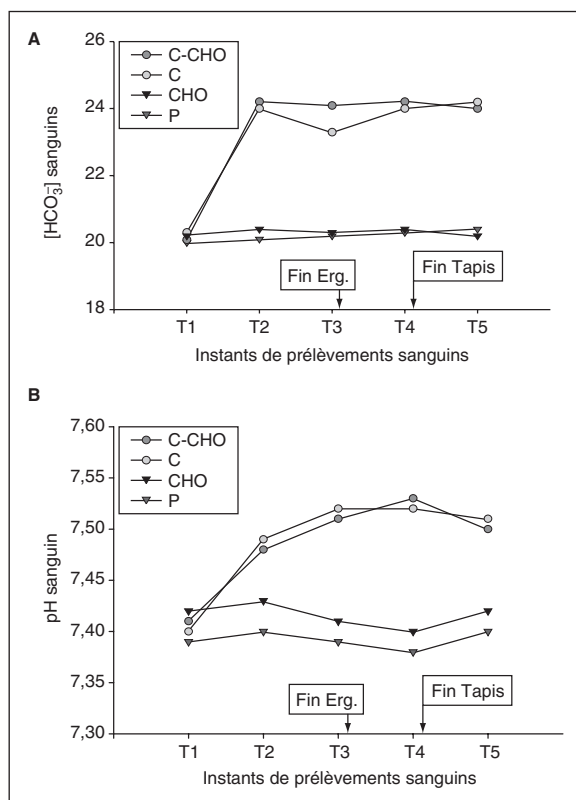 A
C-CHO
C
CHO
P
[HCO₃⁻] sanguins
26
24
22
20
18
Fin Erg.
Fin Tapis
T1 T2 T3 T4 T5
Instants de prélèvements sanguins
B
C-CHO
C
CHO
P
pH sanguin
7,60
7,55
7,50
7,45
7,40
7,35
7,30
Fin Erg.
Fin Tapis
T1 T2 T3 T4 T5
Instants de prélèvements sanguins